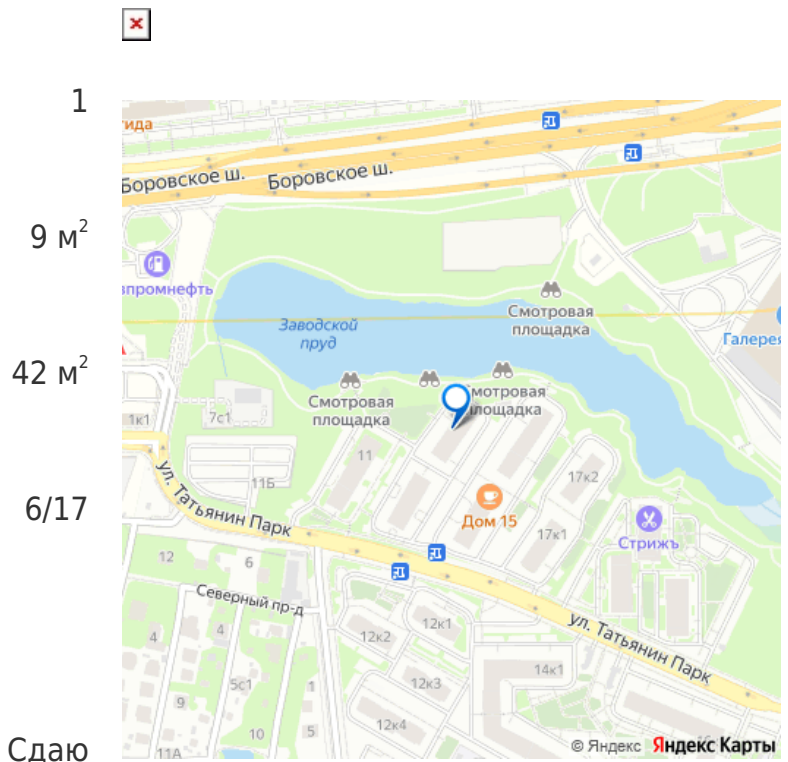 1
ида
Боровское ш.
Боровское ш.
9 м²
впромнефть
Смотровая
площадка
Заводской
пруд
Галерея
42 м²
Смотровая
площадка
Смотровая
площадка
1к1
7с1
11
17к2
11Б
6/17
Дом 15
17к1
Стрижъ
ул. Татьянин Парк
12
6
Северный пр-д
4
4
12к2
12к1
ул. Татьянин Парк
14к1
5с1
1
12к3
9
10
5
12к4
11А
Сдаю
© Яндекс Яндекс Карты